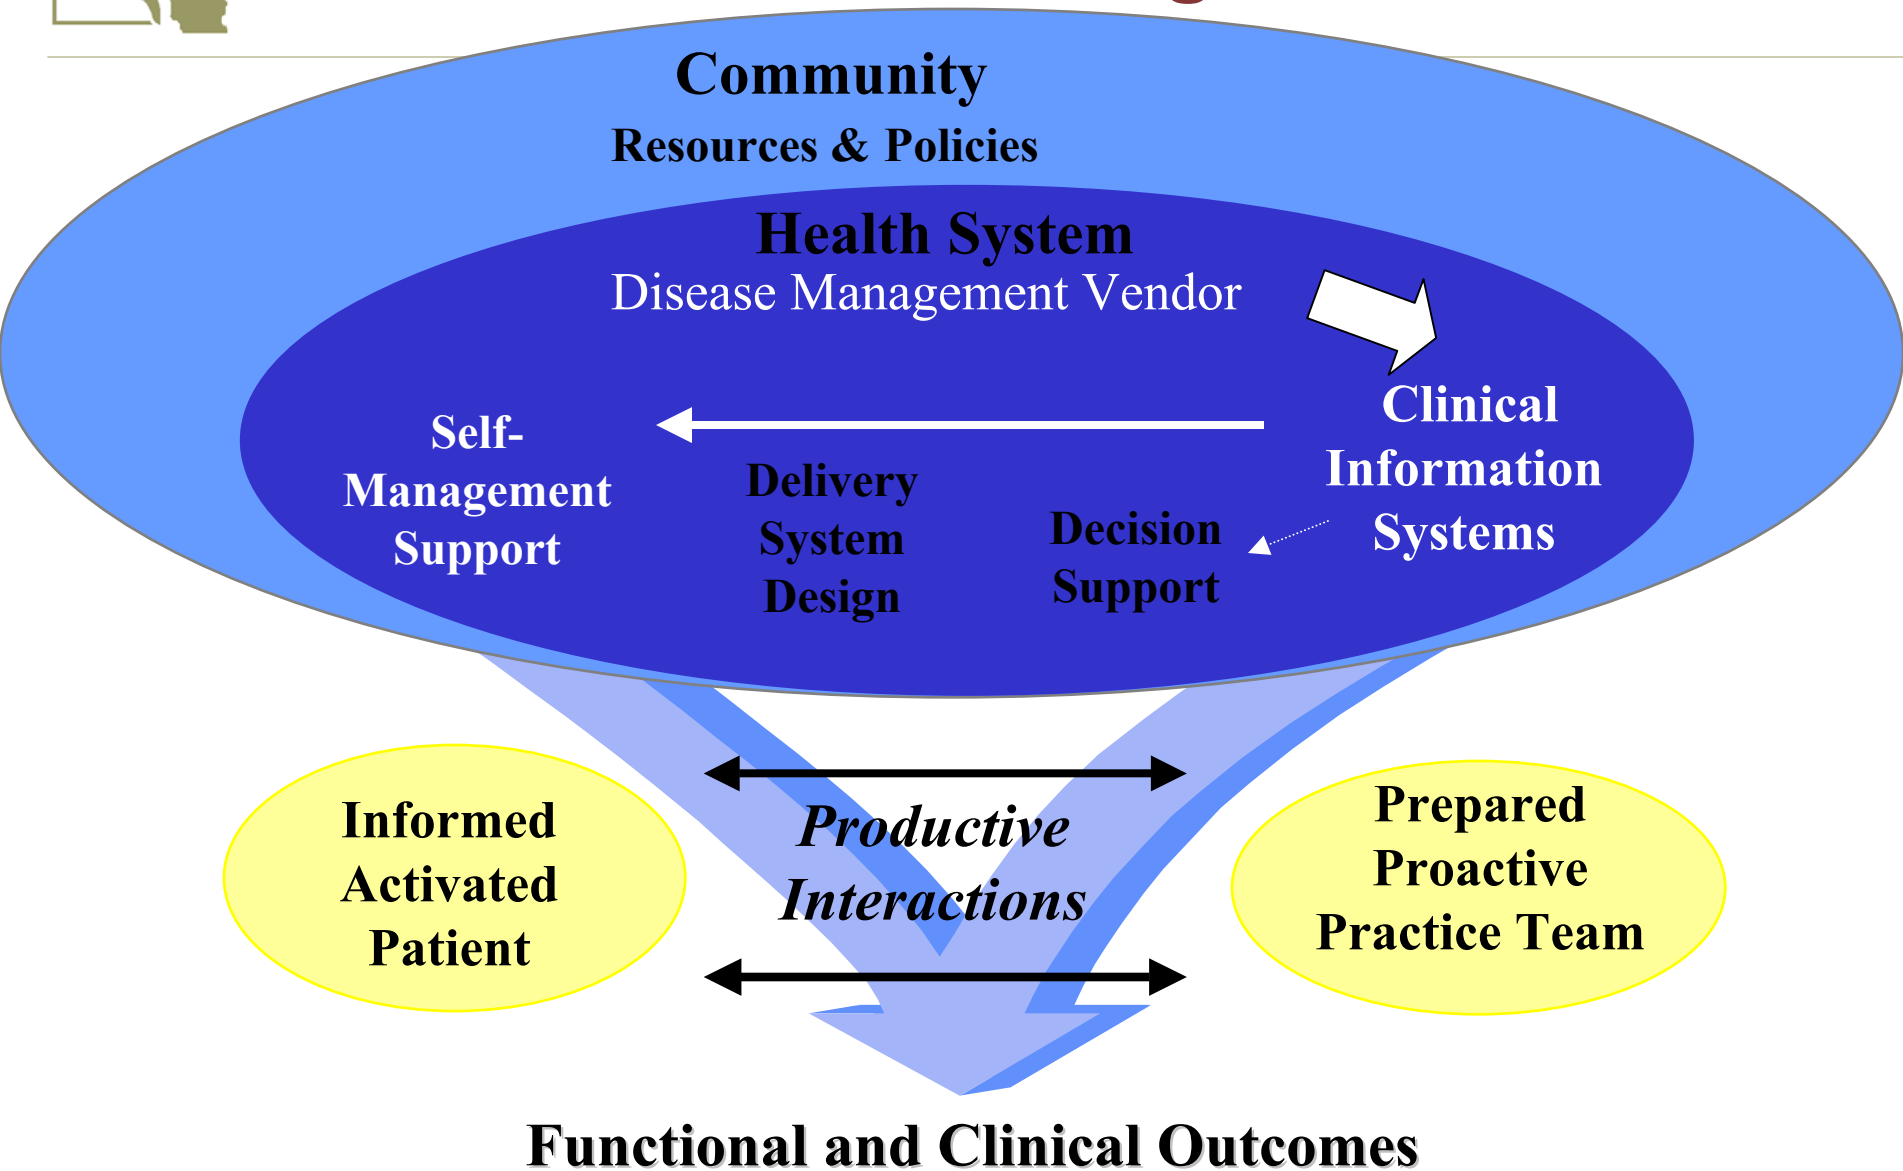 Community
Resources & Policies
Health System
Disease Management Vendor
Self-
Management
Support
Delivery
System
Design
Decision
Support
Clinical
Information
Systems
Informed
Activated
Patient
Productive
Interactions
Prepared
Proactive
Practice Team
Functional and Clinical Outcomes